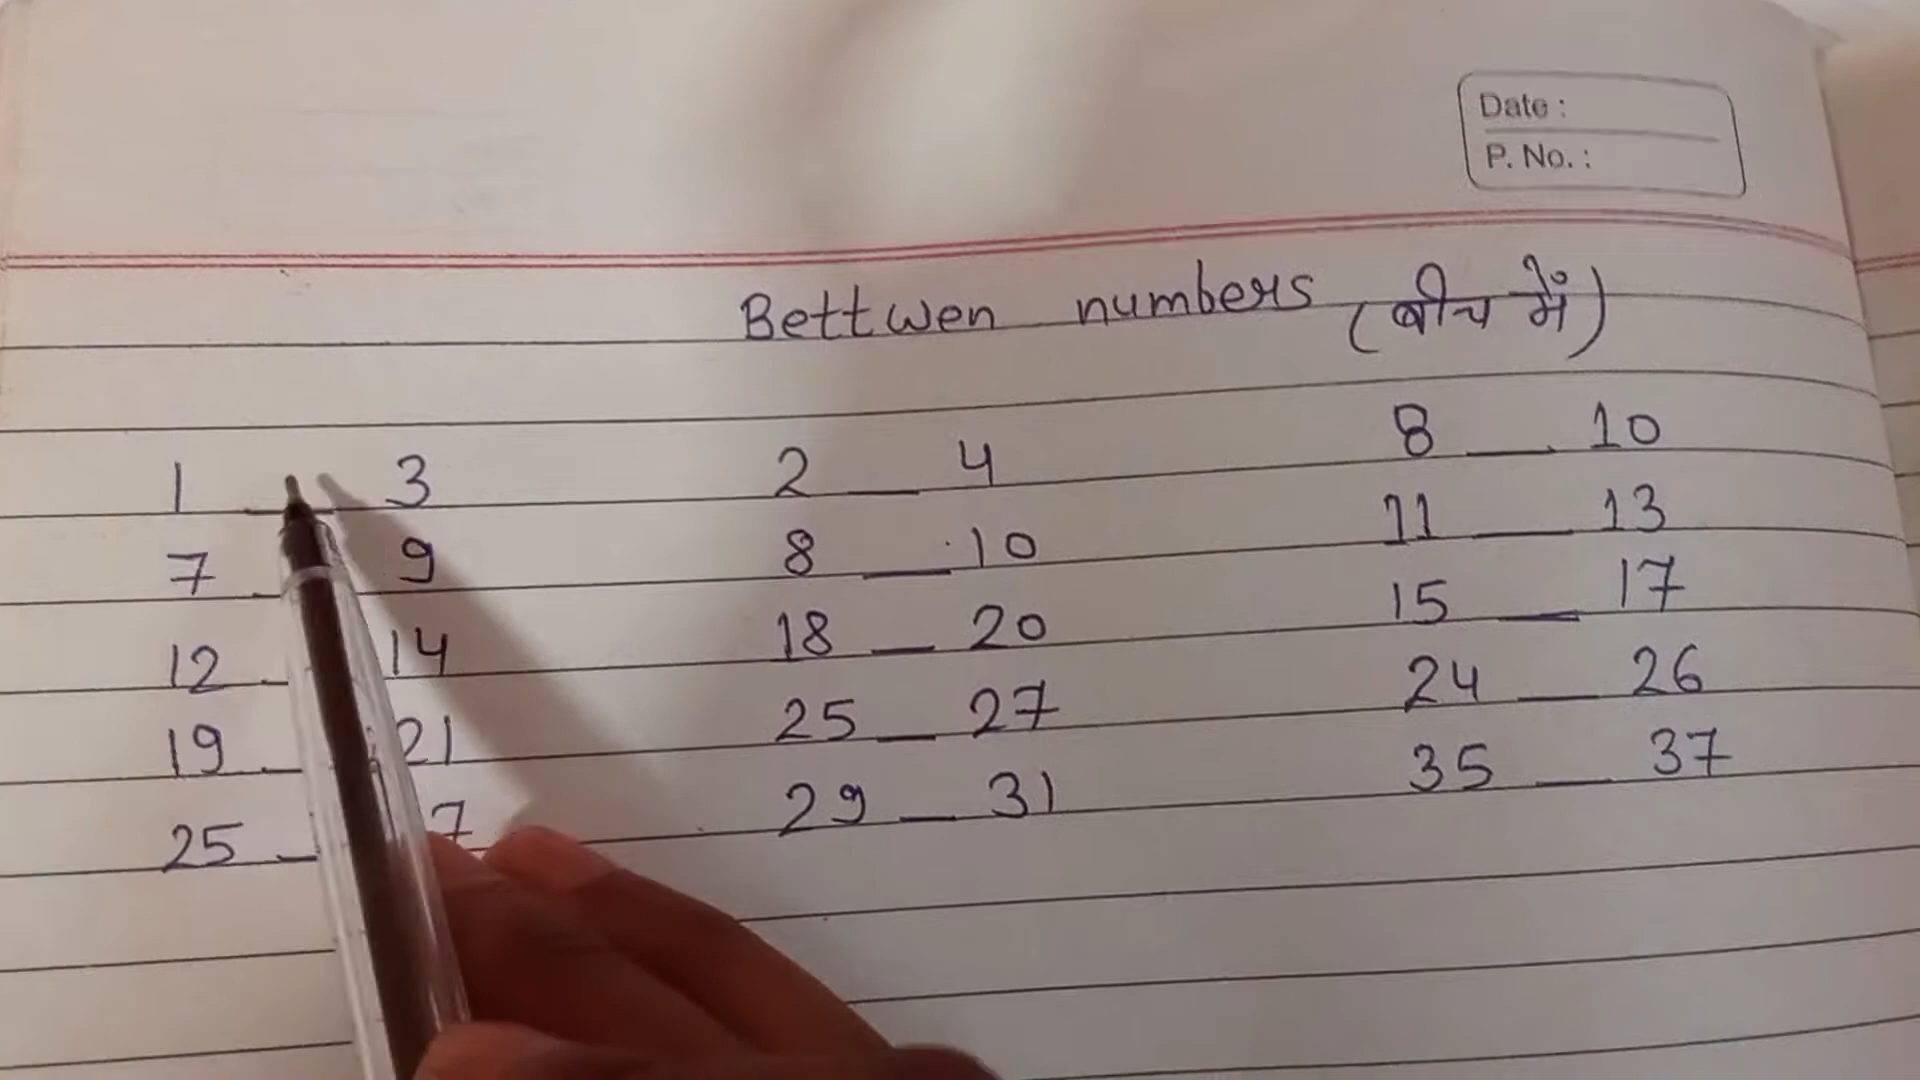 Date :
P. No. :
Bettwen numbers (बीच में)
1 __ 3 2 __ 4 8 __ 10
7 __ 9 8 __ 10 11 __ 13
12 __ 14 18 __ 20 15 __ 17
19 __ 21 25 __ 27 24 __ 26
25 __ 7 29 __ 31 35 __ 37